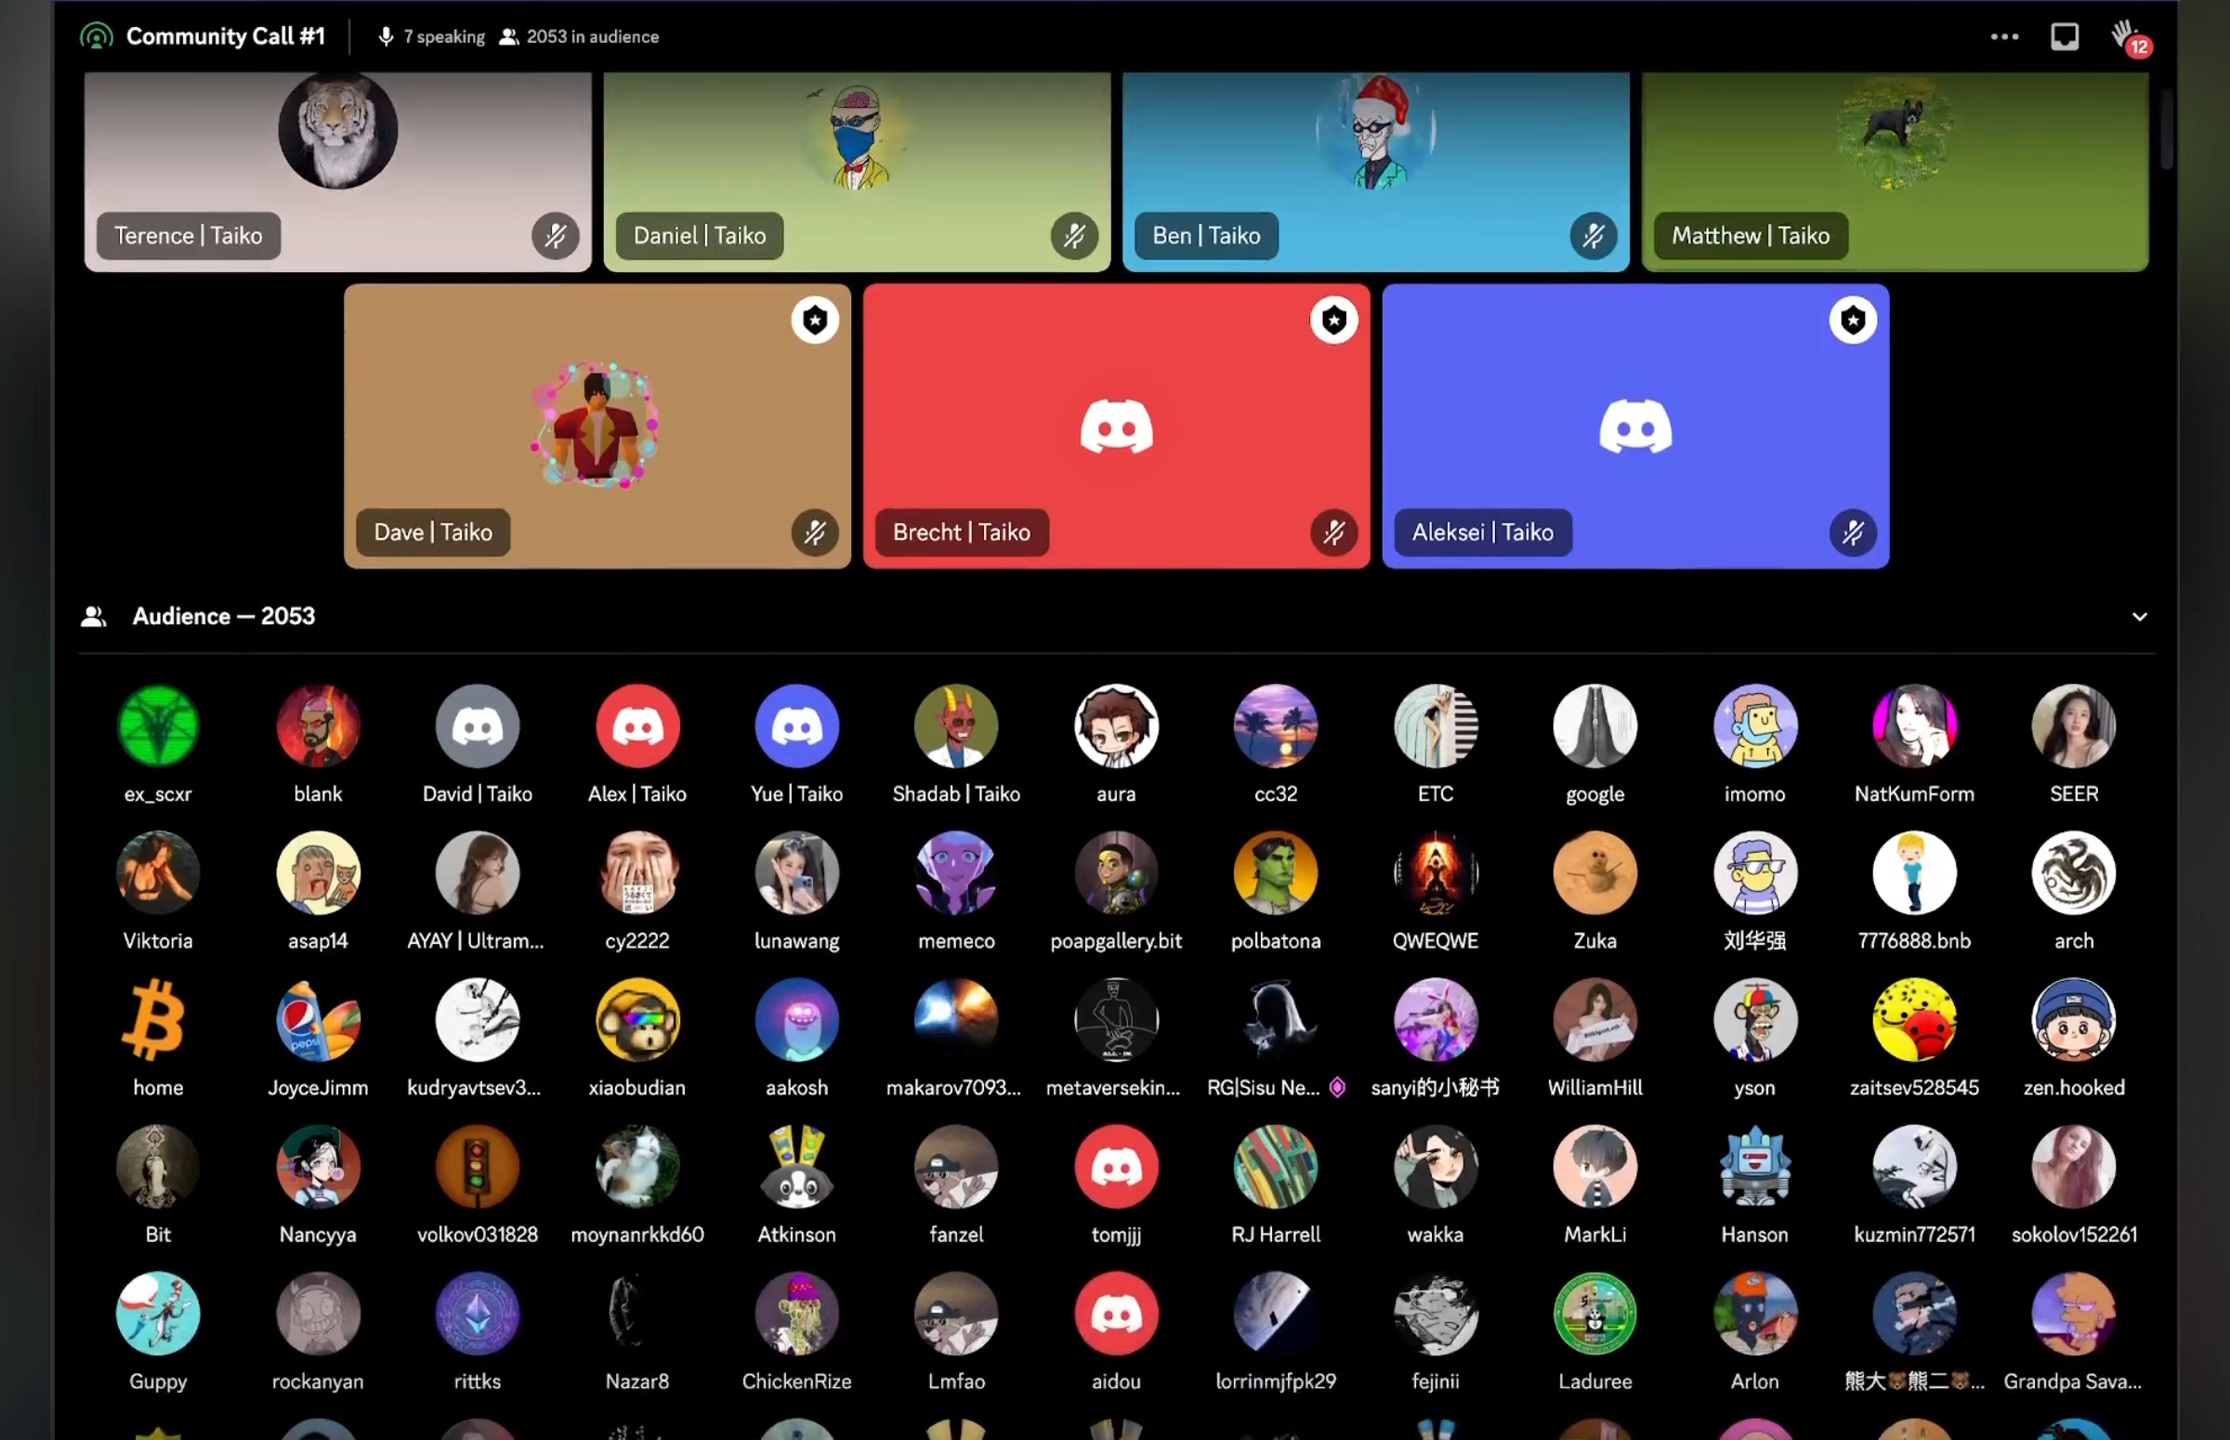 Community Call #1
7 speaking
2053 in audience
12
Terence | Taiko
Daniel | Taiko
Ben | Taiko
Matthew | Taiko
Dave | Taiko
Brecht | Taiko
Aleksei | Taiko
Audience — 2053
ex_scxr
blank
David | Taiko
Alex | Taiko
Yue | Taiko
Shadab | Taiko
aura
cc32
ETC
google
imomo
NatKumForm
SEER
Viktoria
asap14
AYAY | Ultram...
cy2222
lunawang
memeco
poapgallery.bit
polbatona
QWEQWE
Zuka
刘华强
7776888.bnb
arch
pepsi
home
JoyceJimm
kudryavtsev3...
xiaobudian
aakosh
makarov7093...
metaversekin...
RG|Sisu Ne...
sanyi的小秘书
WilliamHill
yson
zaitsev528545
zen.hooked
Bit
Nancyya
volkov031828
moynanrkkd60
Atkinson
fanzel
tomjjj
RJ Harrell
wakka
MarkLi
Hanson
kuzmin772571
sokolov152261
Guppy
rockanyan
rittks
Nazar8
ChickenRize
Lmfao
aidou
lorrinmjfpk29
fejinii
Laduree
Arlon
熊大🐻熊二🐻...
Grandpa Sava...